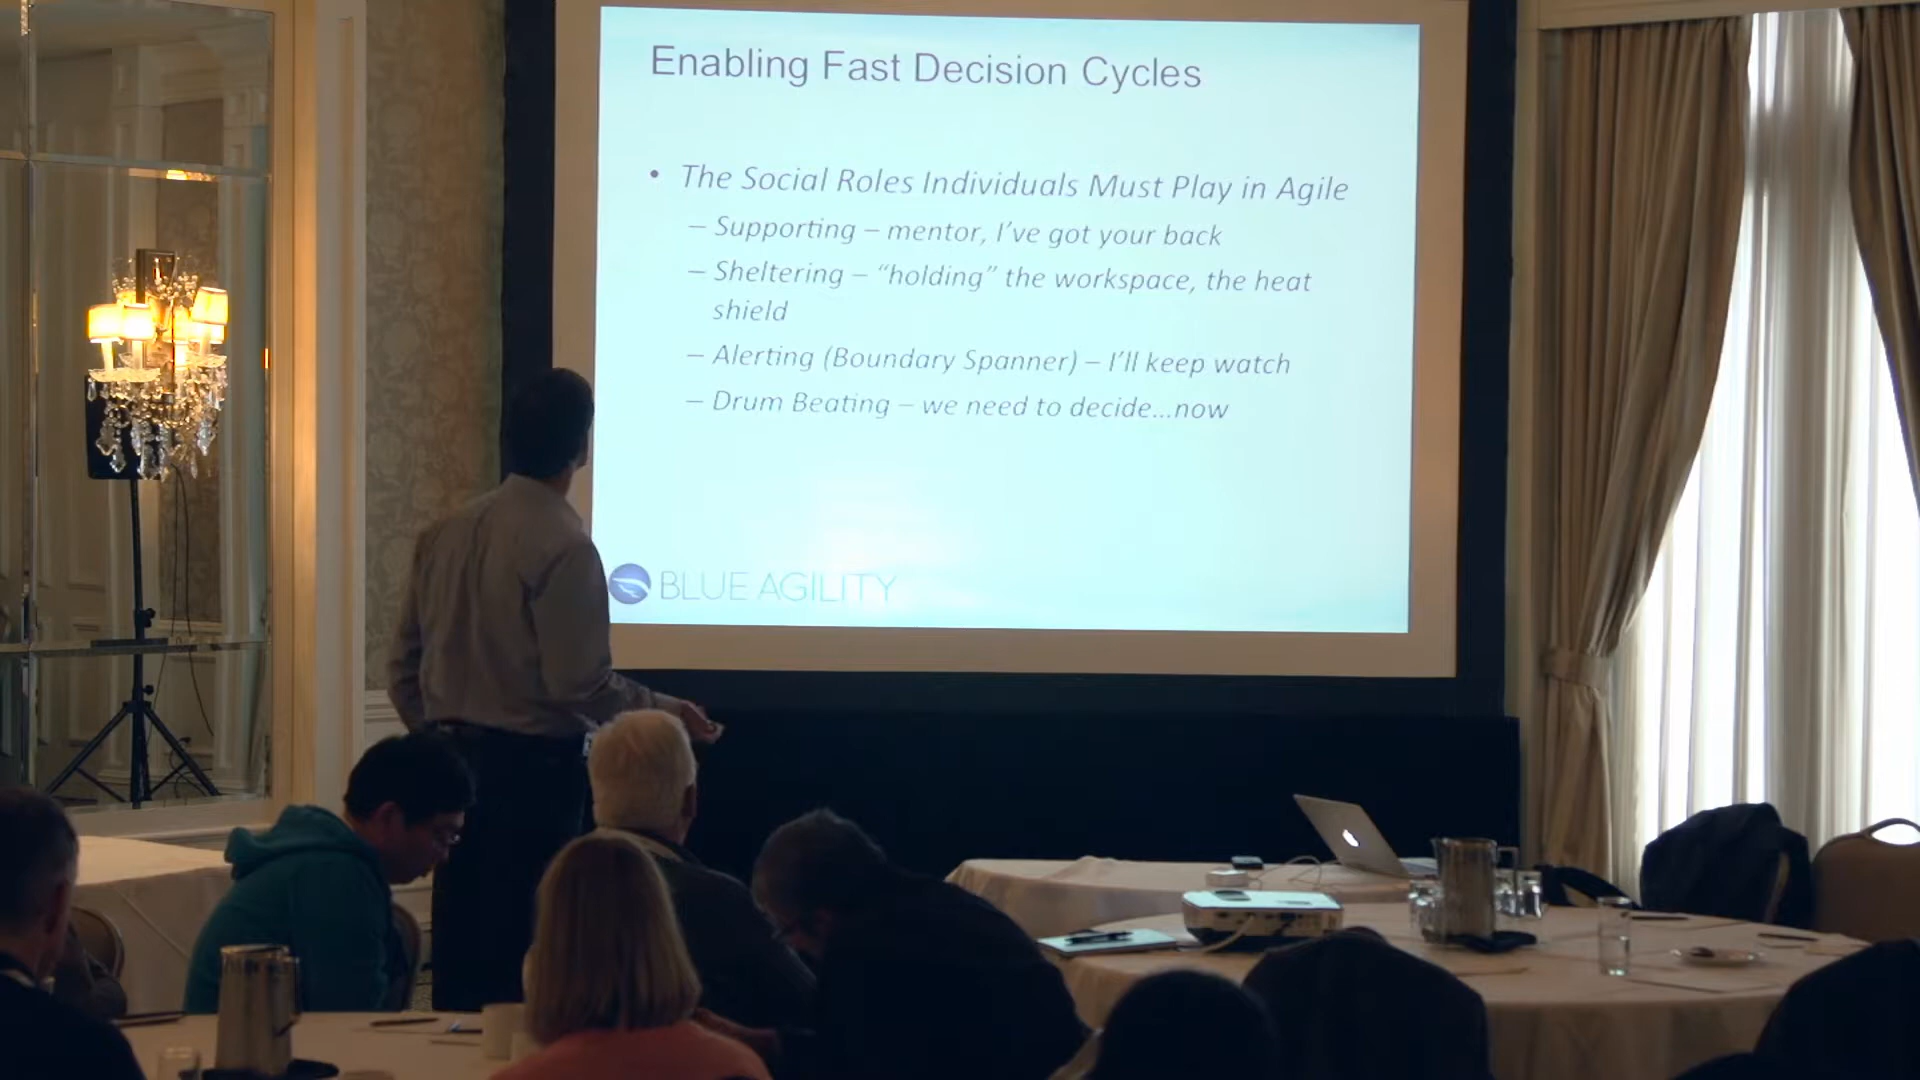 Enabling Fast Decision Cycles
• The Social Roles Individuals Must Play in Agile
– Supporting – mentor, I’ve got your back
– Sheltering – “holding” the workspace, the heat
shield
– Alerting (Boundary Spanner) – I’ll keep watch
– Drum Beating – we need to decide...now
BLUE AGILITY